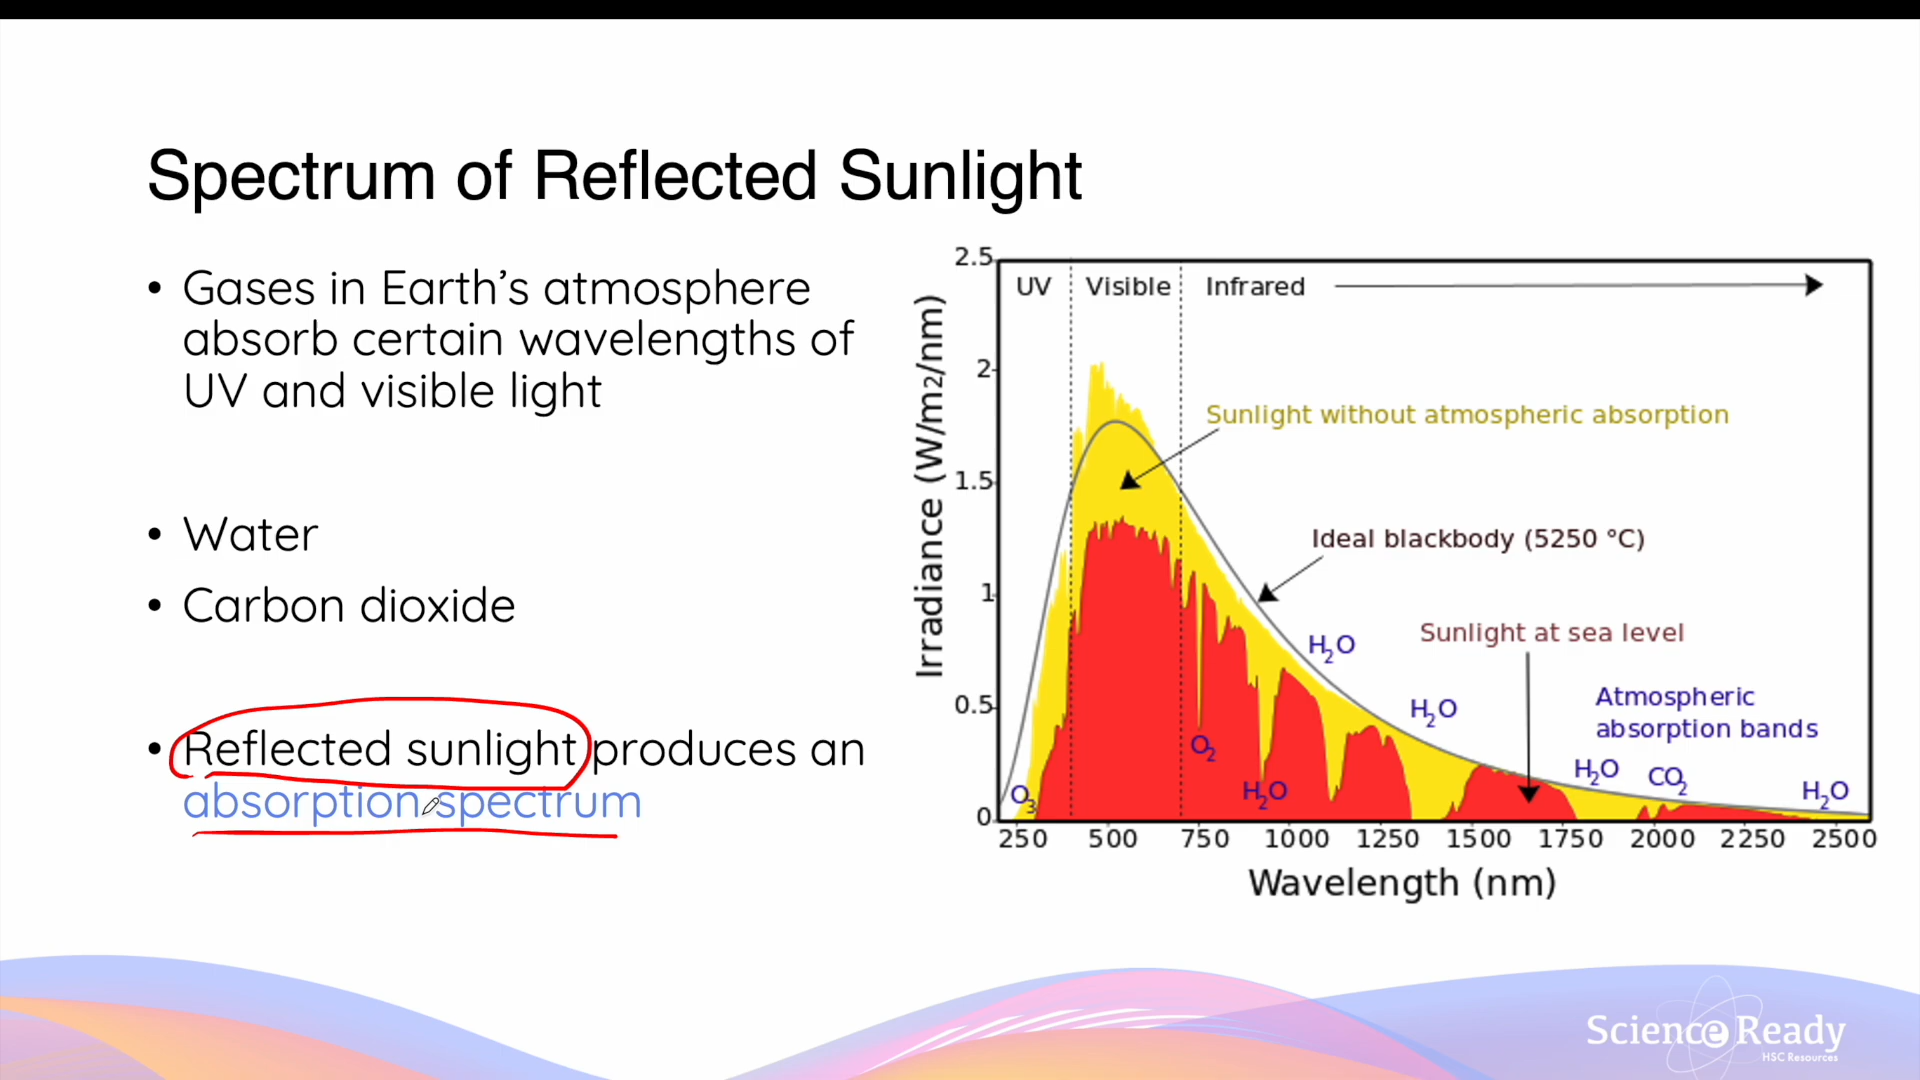 Spectrum of Reflected Sunlight
• Gases in Earth’s atmosphere
absorb certain wavelengths of
UV and visible light
• Water
• Carbon dioxide
• Reflected sunlight produces an
absorption spectrum
2.5
2
1.5
1
0.5
0
Irradiance (W/m2/nm)
UV
Visible
Infrared
Sunlight without atmospheric absorption
Ideal blackbody (5250 °C)
Sunlight at sea level
H2O
H2O
Atmospheric
absorption bands
O2
H2O
CO2
O3
H2O
H2O
250 500 750 1000 1250 1500 1750 2000 2250 2500
Wavelength (nm)
Science Ready
HSC Resources